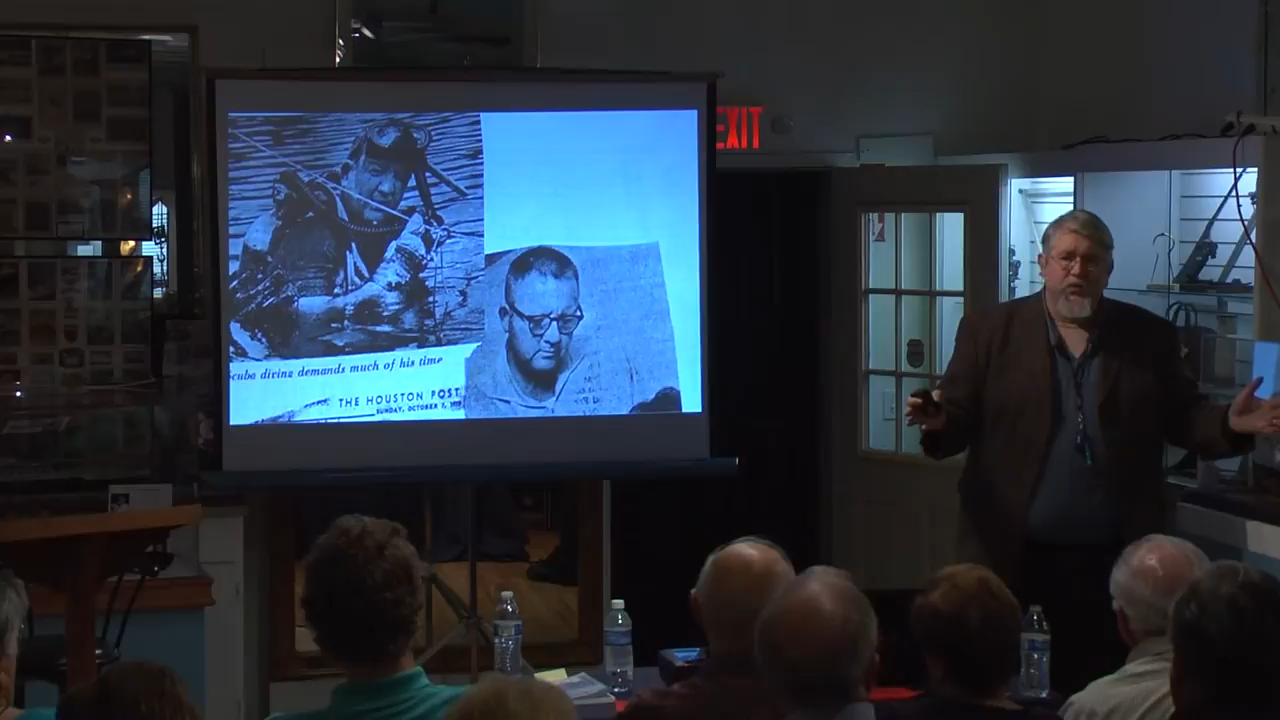 EXIT
Scuba diving demands much of his time
THE HOUSTON POST
SUNDAY, OCTOBER 7,